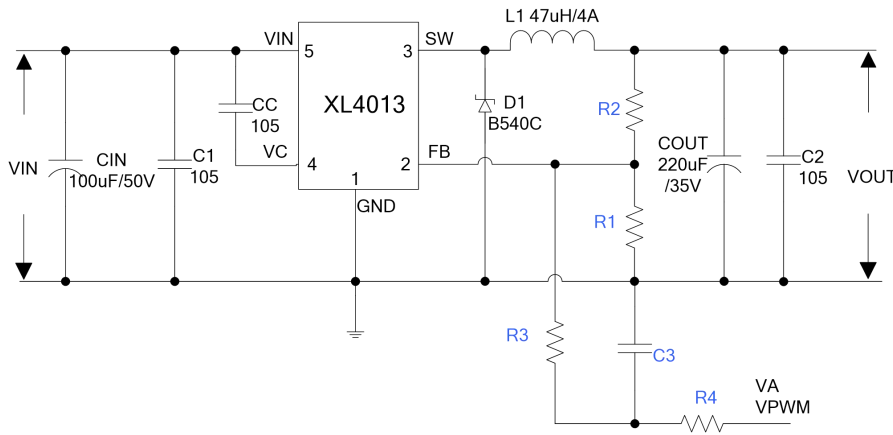 L1 47uH/4A
VIN
5
3
SW
XL4013
CC
105
D1
B540C
R2
VC
4
2
FB
VIN
CIN
100uF/50V
C1
105
1
GND
COUT
220uF
/35V
C2
105
VOUT
R1
R3
C3
R4
VA
VPWM